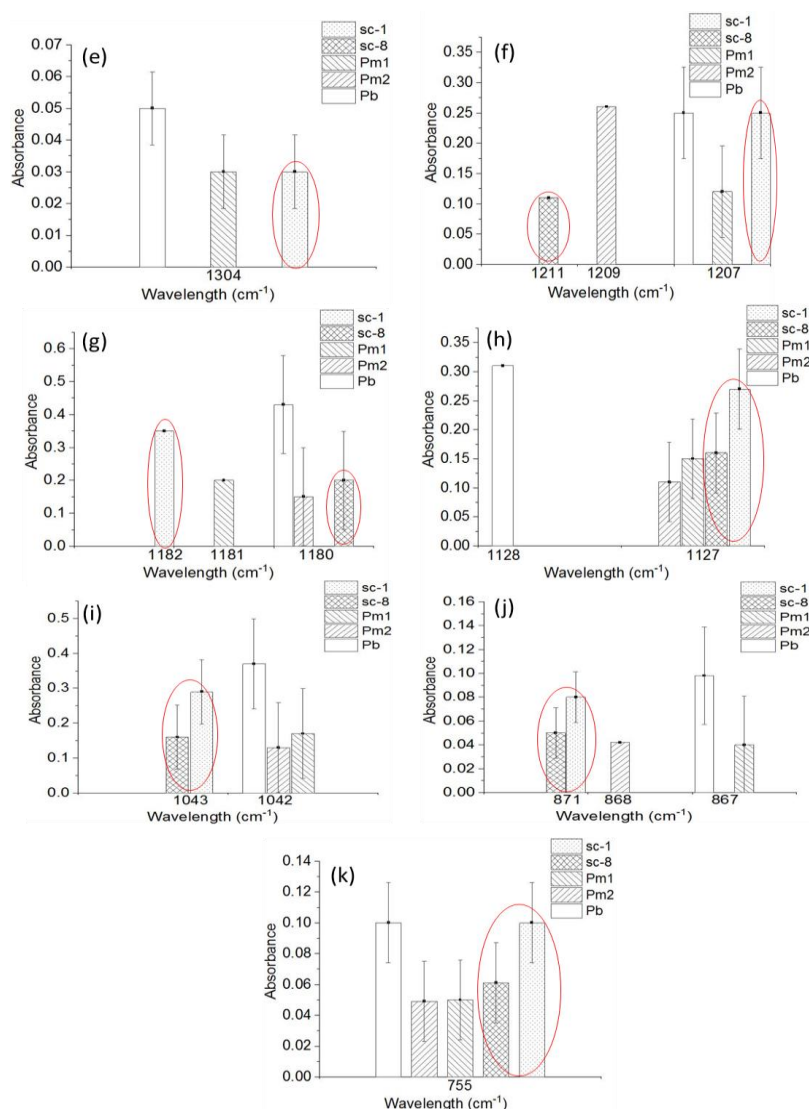 (e)
sc-1
sc-8
Pm1
Pm2
Pb
Absorbance
0.07
0.06
0.05
0.04
0.03
0.02
0.01
0.00
1304
Wavelength (cm⁻¹)
(f)
sc-1
sc-8
Pm1
Pm2
Pb
Absorbance
0.35
0.30
0.25
0.20
0.15
0.10
0.05
0.00
1211 1209 1207
Wavelength (cm⁻¹)
(g)
sc-1
sc-8
Pm1
Pm2
Pb
Absorbance
0.6
0.5
0.4
0.3
0.2
0.1
0.0
1182 1181 1180
Wavelength (cm⁻¹)
(h)
sc-1
sc-8
Pm1
Pm2
Pb
Absorbance
0.35
0.30
0.25
0.20
0.15
0.10
0.05
0.00
1128 1127
Wavelength (cm⁻¹)
(i)
sc-1
sc-8
Pm1
Pm2
Pb
Absorbance
0.5
0.4
0.3
0.2
0.1
0.0
1043 1042
Wavelength (cm⁻¹)
(j)
sc-1
sc-8
Pm1
Pm2
Pb
Absorbance
0.16
0.14
0.12
0.10
0.08
0.06
0.04
0.02
0.00
871 868 867
Wavelength (cm⁻¹)
(k)
sc-1
sc-8
Pm1
Pm2
Pb
Absorbance
0.14
0.12
0.10
0.08
0.06
0.04
0.02
0.00
755
Wavelength (cm⁻¹)